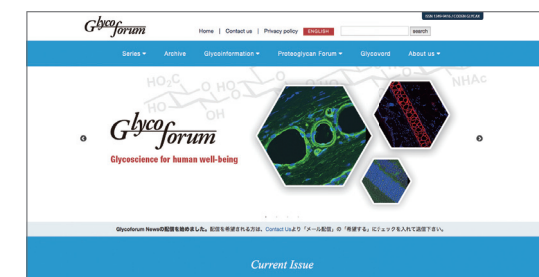 Glycoforum
Home | Contact us | Privacy policy ENGLISH search
Series Archive Glycoinformation Proteoglycan Forum Glycoword About us
HO₂C
HO
HO
OH
NHAc
Glycoforum
Glycoscience for human well-being
Glycoforum Newsの配信を始めました。配信を希望される方は、Contact Usより「メール配信」の「希望する」にチェックを入れて送信下さい。
Current Issue